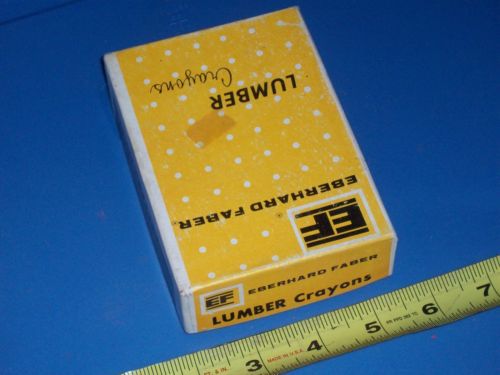 LUMBER
Crayons
EBERHARD FABER.
EF
EF
EBERHARD FABER
LUMBER Crayons
3 MADE IN U.S.A. 4 5 6 7